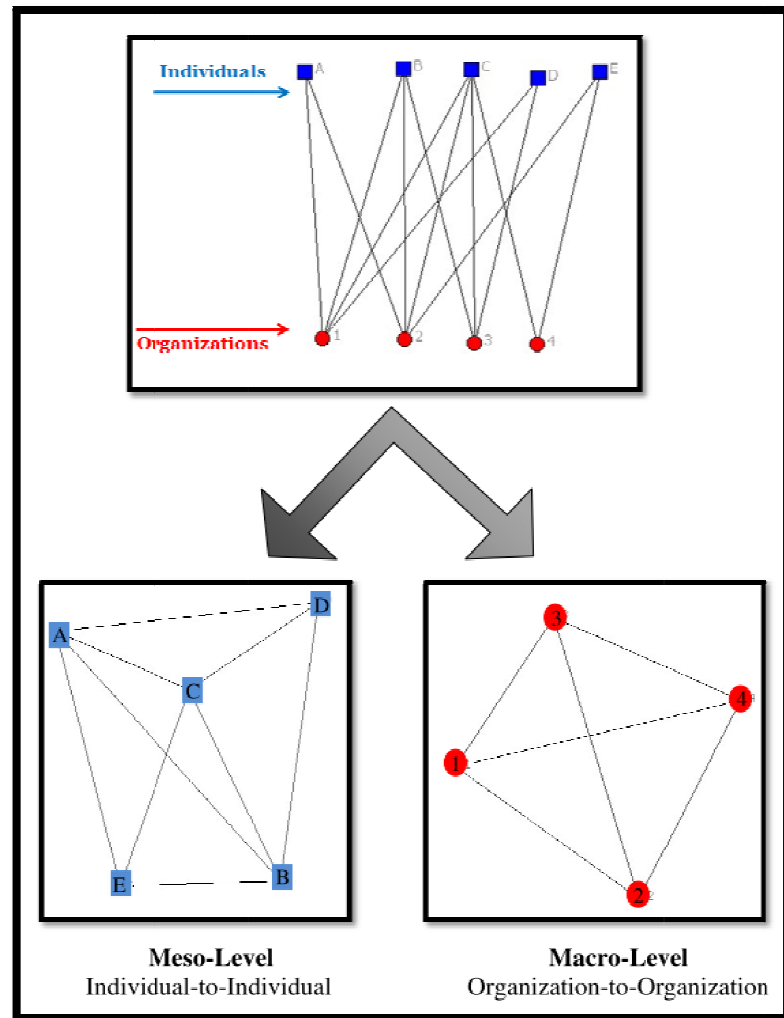 Individuals
A
B
C
D
E
Organizations
1
2
3
4
A
D
C
E
B
3
4
1
2
2
Meso-Level
Individual-to-Individual
Macro-Level
Organization-to-Organization